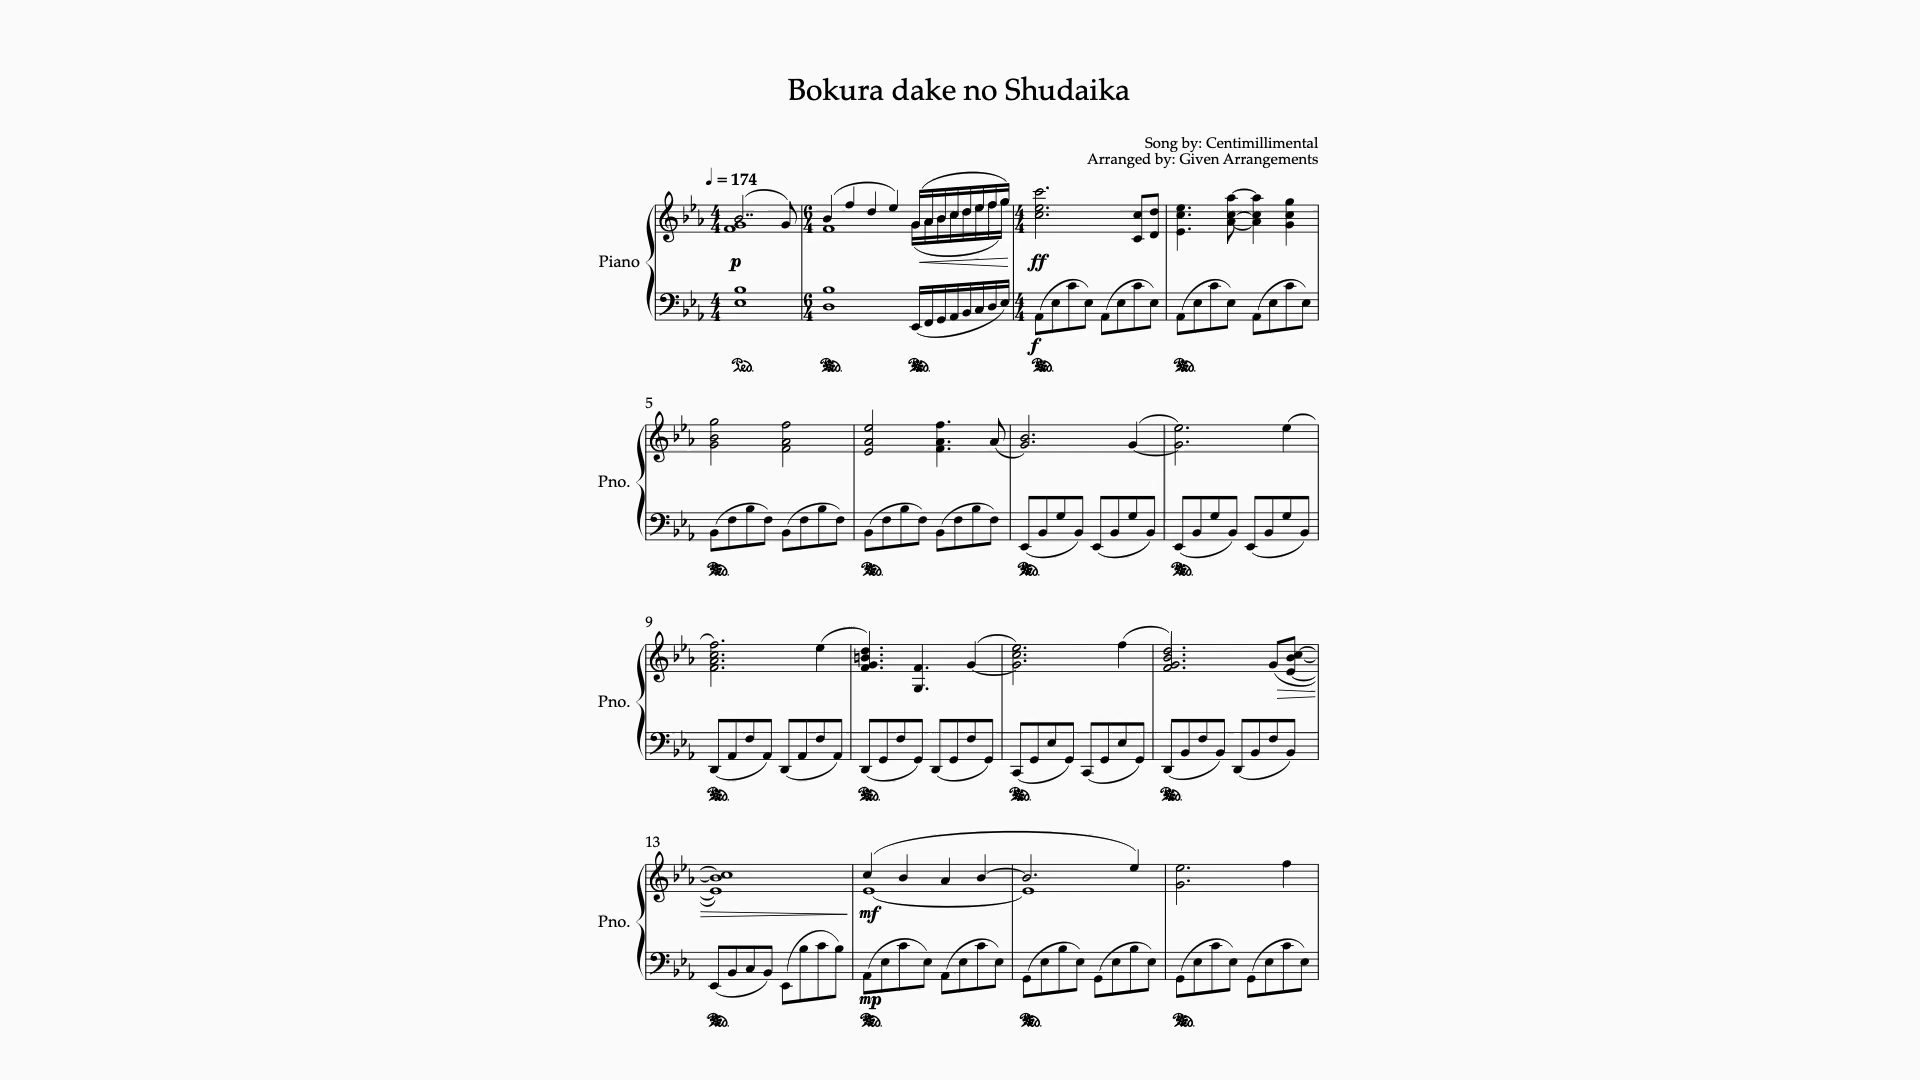 Bokura dake no Shudaika
Song by: Centimillimental
Arranged by: Given Arrangements
♩ = 174
Piano
p
ff
f
5
Pno.
9
Pno.
13
Pno.
mf
mp